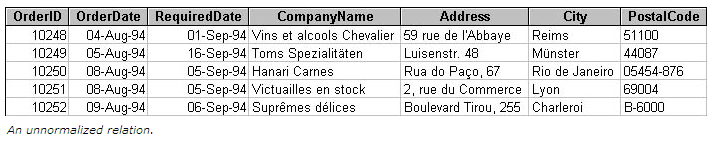 OrderID OrderDate RequiredDate CompanyName Address City PostalCode
10248 04-Aug-94 01-Sep-94 Vins et alcools Chevalier 59 rue de l'Abbaye Reims 51100
10249 05-Aug-94 16-Sep-94 Toms Spezialitäten Luisenstr. 48 Münster 44087
10250 08-Aug-94 05-Sep-94 Hanari Carnes Rua do Paço, 67 Rio de Janeiro 05454-876
10251 08-Aug-94 05-Sep-94 Victuailles en stock 2, rue du Commerce Lyon 69004
10252 09-Aug-94 06-Sep-94 Suprêmes délices Boulevard Tirou, 255 Charleroi B-6000
An unnormalized relation.